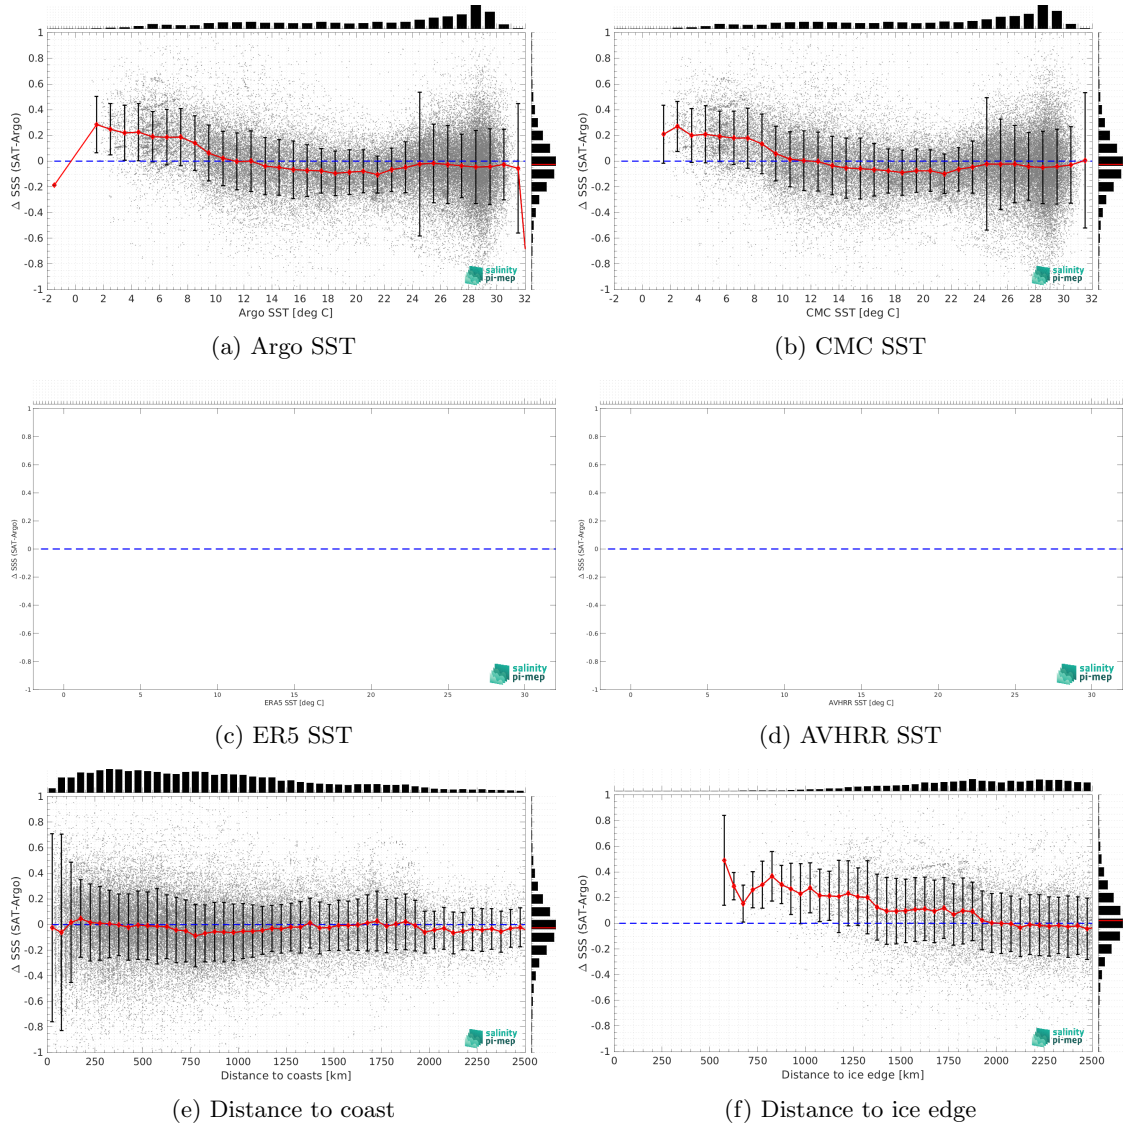 1
0.8
0.6
0.4
0.2
0
-0.2
-0.4
-0.6
-0.8
-1
Δ SSS (SAT-Argo)
-2 0 2 4 6 8 10 12 14 16 18 20 22 24 26 28 30 32
Argo SST [deg C]
salinity
pi-mep
(a) Argo SST
1
0.8
0.6
0.4
0.2
0
-0.2
-0.4
-0.6
-0.8
-1
Δ SSS (SAT-Argo)
-2 0 2 4 6 8 10 12 14 16 18 20 22 24 26 28 30 32
CMC SST [deg C]
salinity
pi-mep
(b) CMC SST
1
0.8
0.6
0.4
0.2
0
-0.2
-0.4
-0.6
-0.8
-1
Δ SSS (SAT-Argo)
0 5 10 15 20 25 30
ERA5 SST [deg C]
salinity
pi-mep
(c) ER5 SST
1
0.8
0.6
0.4
0.2
0
-0.2
-0.4
-0.6
-0.8
-1
Δ SSS (SAT-Argo)
0 5 10 15 20 25 30
AVHRR SST [deg C]
salinity
pi-mep
(d) AVHRR SST
1
0.8
0.6
0.4
0.2
0
-0.2
-0.4
-0.6
-0.8
-1
Δ SSS (SAT-Argo)
0 250 500 750 1000 1250 1500 1750 2000 2250 2500
Distance to coasts [km]
salinity
pi-mep
(e) Distance to coast
1
0.8
0.6
0.4
0.2
0
-0.2
-0.4
-0.6
-0.8
-1
Δ SSS (SAT-Argo)
0 250 500 750 1000 1250 1500 1750 2000 2250 2500
Distance to ice edge [km]
salinity
pi-mep
(f) Distance to ice edge